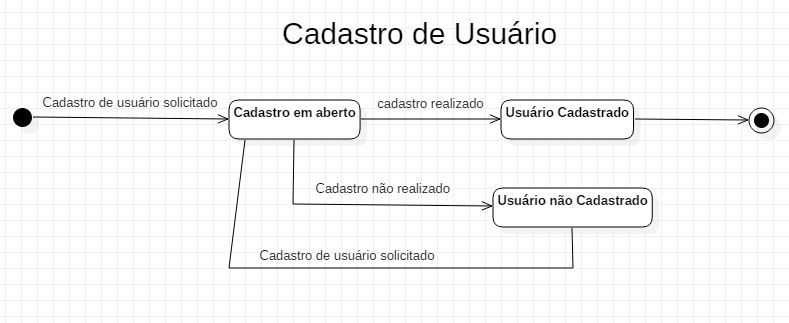 Cadastro de Usuário
Cadastro de usuário solicitado
Cadastro em aberto
cadastro realizado
Usuário Cadastrado
Cadastro não realizado
Usuário não Cadastrado
Cadastro de usuário solicitado